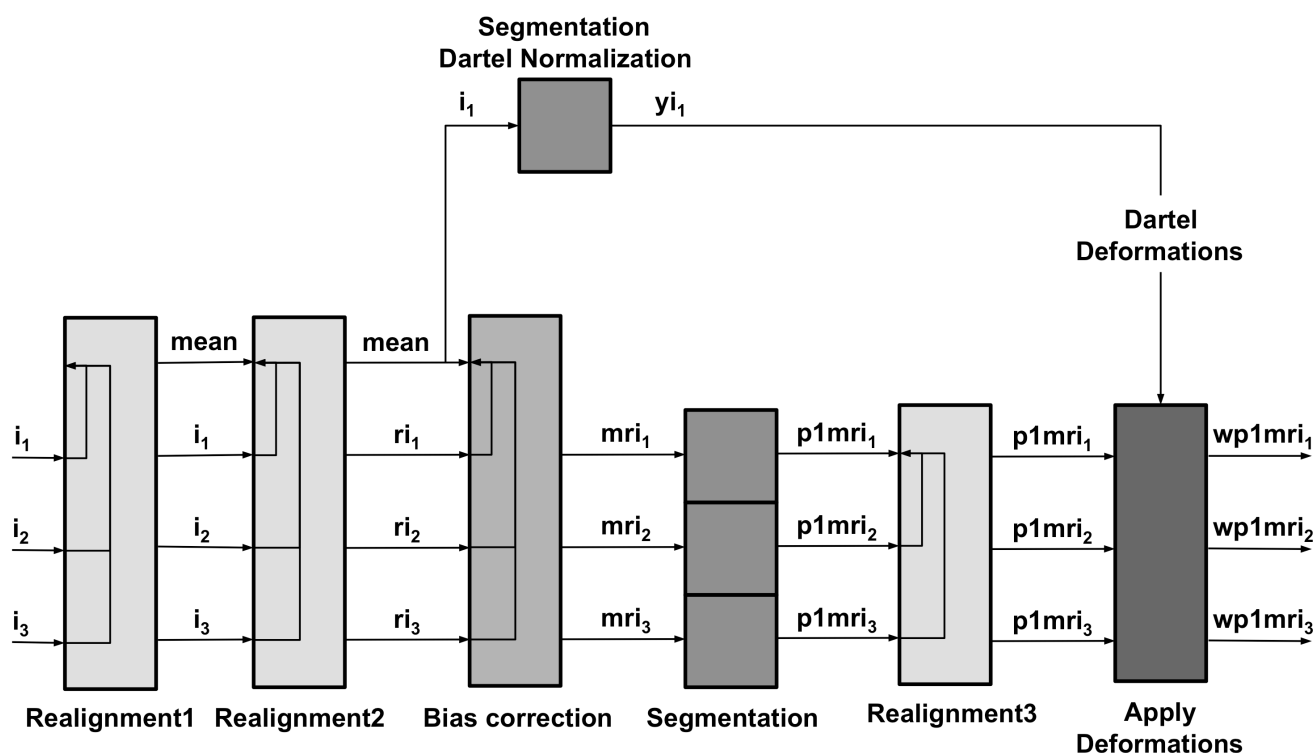 Segmentation
Dartel Normalization
i1
yi1
Dartel
Deformations
mean
mean
i1
i1
ri1
mri1
p1mri1
p1mri1
wp1mri1
i2
i2
ri2
mri2
p1mri2
p1mri2
wp1mri2
i3
i3
ri3
mri3
p1mri3
p1mri3
wp1mri3
Realignment1
Realignment2
Bias correction
Segmentation
Realignment3
Apply
Deformations